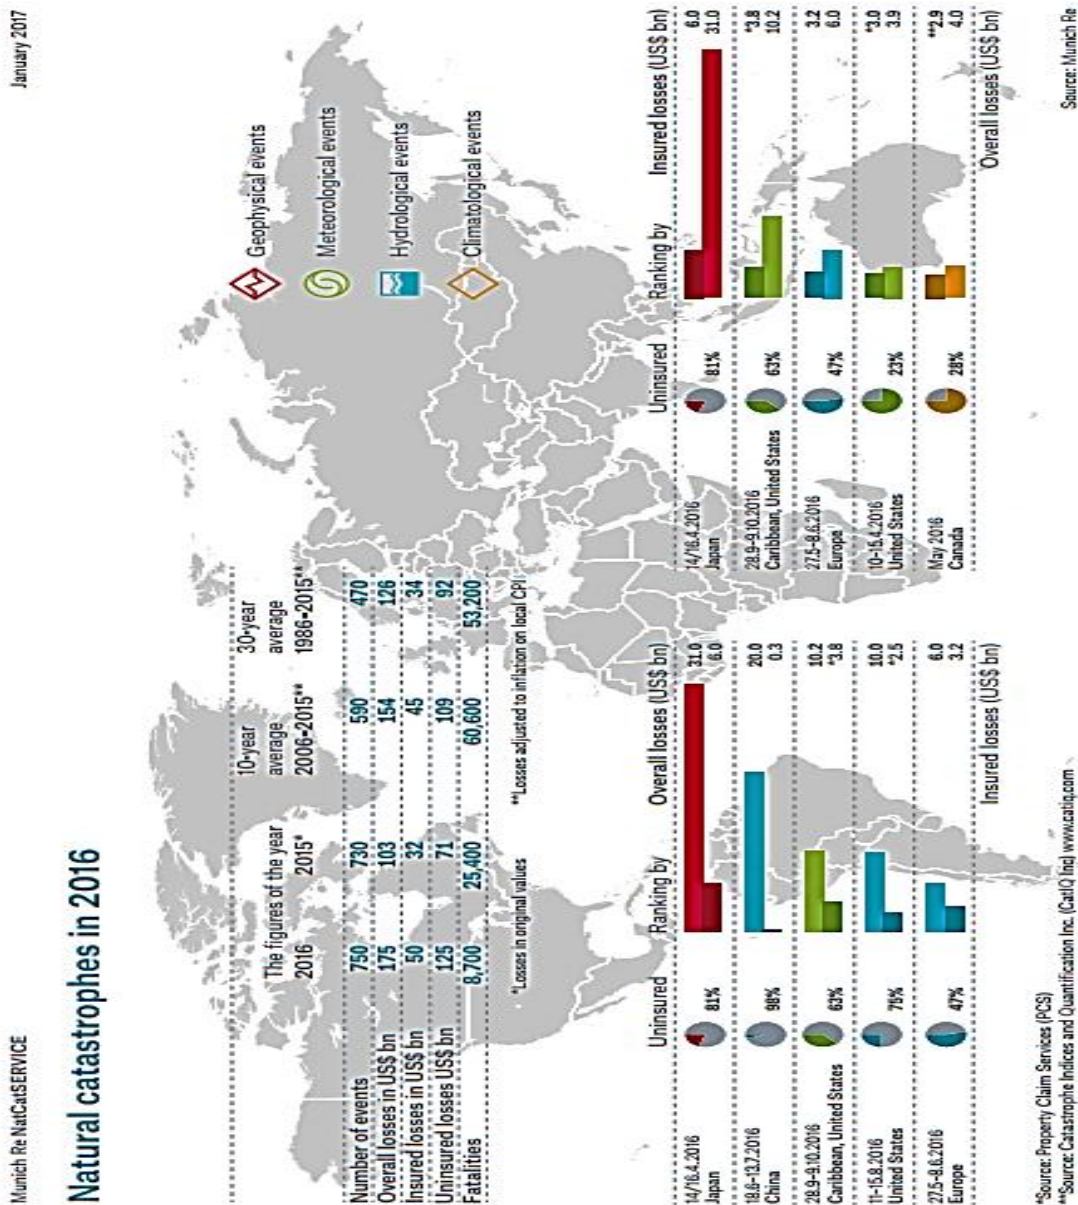 Munich Re NatCatSERVICE
January 2017
Natural catastrophes in 2016
The figures of the year
10-year average
30-year average
2016 2015* 2006-2015** 1986-2015**
Number of events 750 730 590 470
Overall losses in US$ bn 175 103 154 126
Insured losses in US$ bn 50 32 45 34
Uninsured losses US$ bn 125 71 109 92
Fatalities 8,700 25,400 60,600 53,200
*Losses in original values
**Losses adjusted to inflation on local CPI
Geophysical events
Meteorological events
Hydrological events
Climatological events
Uninsured Ranking by Overall losses (US$ bn)
14/16.4.2016 31.0
Japan 81% 6.0
18.6-13.7.2016 20.0
China 98% 0.3
28.9-9.10.2016 10.2
Caribbean, United States 63% *3.8
11-15.8.2016 10.0
United States 75% *2.5
27.5-8.6.2016 6.0
Europe 47% 3.2
Insured losses (US$ bn)
Uninsured Ranking by Insured losses (US$ bn)
14/16.4.2016 6.0
Japan 81% 31.0
28.9-9.10.2016 *3.8
Caribbean, United States 63% 10.2
27.5-8.6.2016 3.2
Europe 47% 6.0
10-15.4.2016 *3.0
United States 23% 3.9
May 2016 **2.9
Canada 28% 4.0
Overall losses (US$ bn)
*Source: Property Claim Services (PCS)
**Source: Catastrophe Indices and Quantification Inc. (CatIQ Inc) www.catiq.com
Source: Munich Re